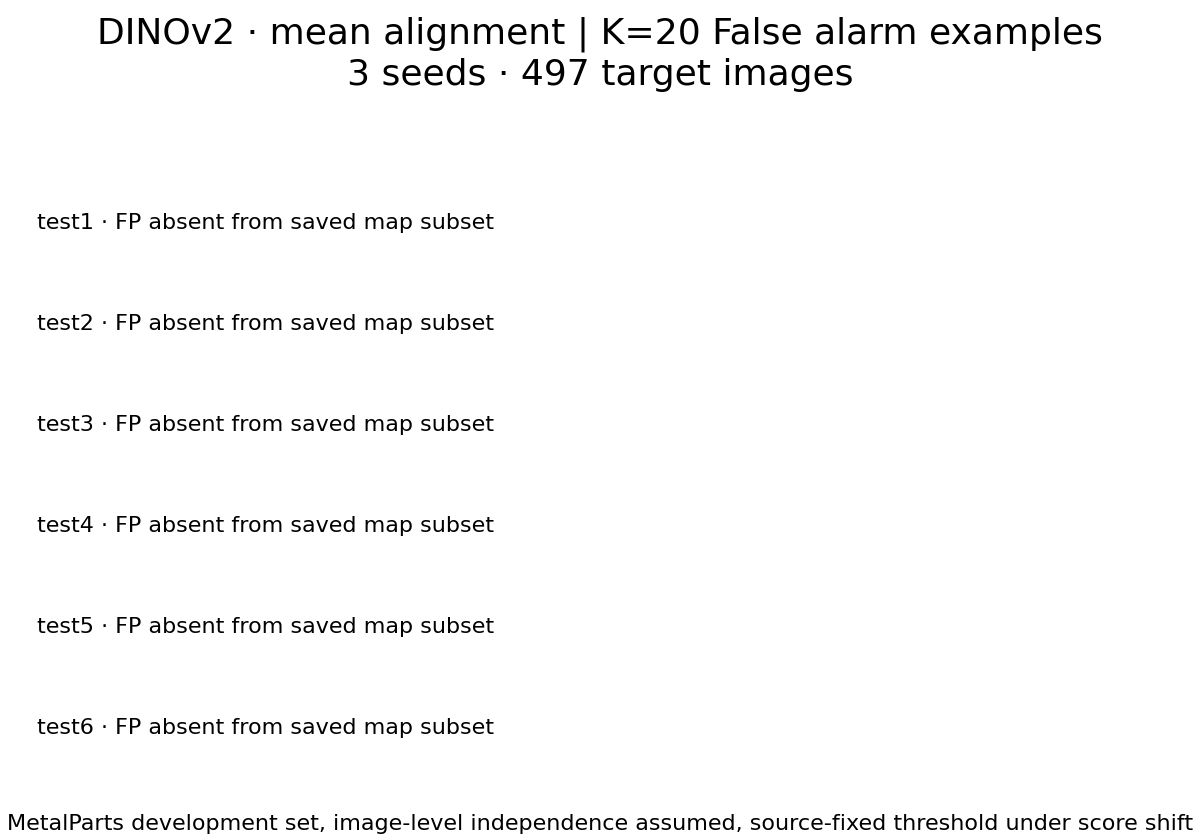 DINOv2 · mean alignment | K=20 False alarm examples
3 seeds · 497 target images
test1 · FP absent from saved map subset
test2 · FP absent from saved map subset
test3 · FP absent from saved map subset
test4 · FP absent from saved map subset
test5 · FP absent from saved map subset
test6 · FP absent from saved map subset
MetalParts development set, image-level independence assumed, source-fixed threshold under score shift